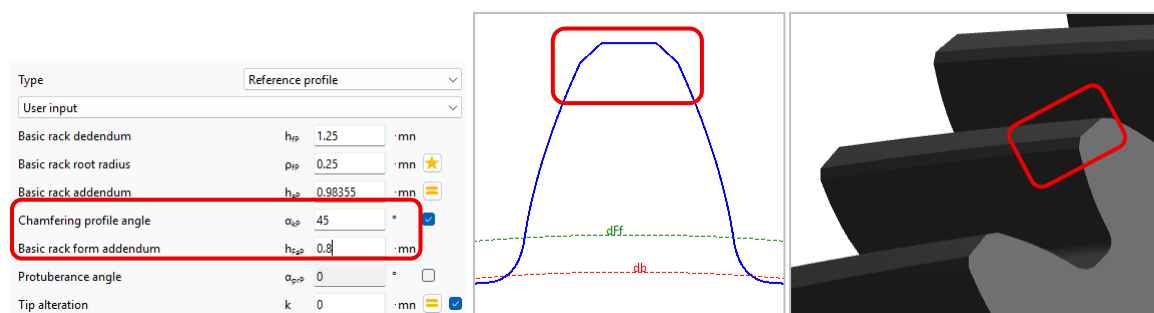 Type Reference profile
User input
Basic rack dedendum hfP 1.25 ·mn
Basic rack root radius ρfP 0.25 ·mn
Basic rack addendum haP 0.98355 ·mn
Chamfering profile angle αkP 45 °
Basic rack form addendum hFaP 0.8 ·mn
Protuberance angle αprP 0 °
Tip alteration k 0 ·mn
dFf
db